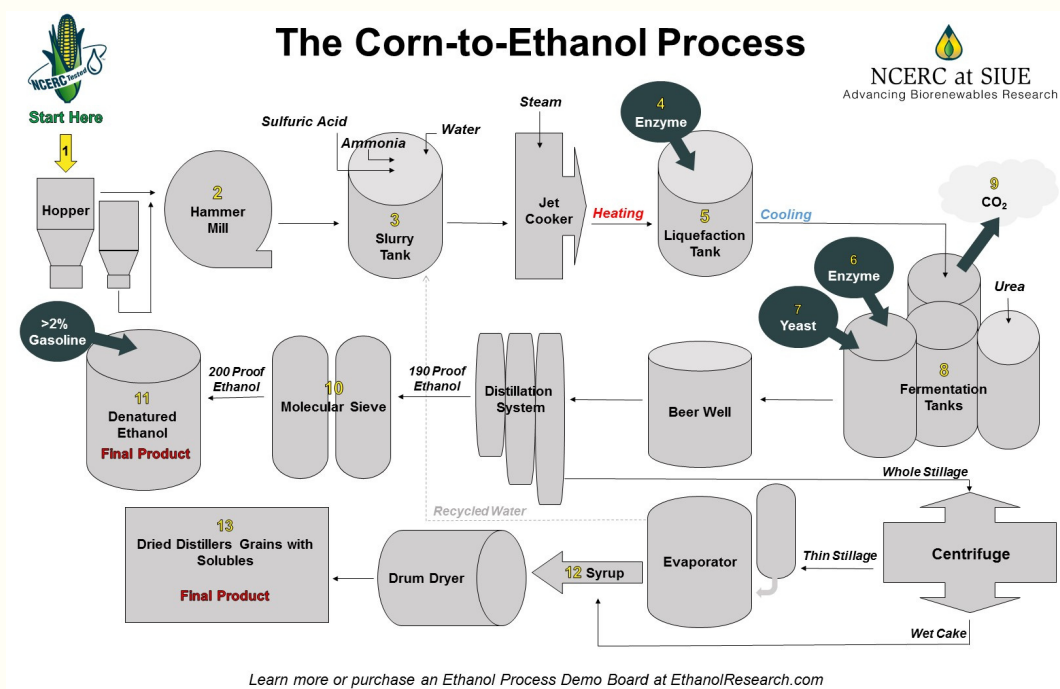 The Corn-to-Ethanol Process
NCERC Tested
Start Here
NCERC at SIUE
Advancing Biorenewables Research
1
Hopper
2
Hammer
Mill
Sulfuric Acid
Ammonia
Water
3
Slurry
Tank
Steam
Jet
Cooker
Heating
4
Enzyme
5
Liquefaction
Tank
Cooling
9
CO₂
6
Enzyme
7
Yeast
Urea
8
Fermentation
Tanks
Beer Well
Distillation
System
190 Proof
Ethanol
10
Molecular Sieve
200 Proof
Ethanol
>2%
Gasoline
11
Denatured
Ethanol
Final Product
Whole Stillage
Centrifuge
Thin Stillage
Wet Cake
Evaporator
Recycled Water
12 Syrup
Drum Dryer
13
Dried Distillers Grains with
Solubles
Final Product
Learn more or purchase an Ethanol Process Demo Board at EthanolResearch.com